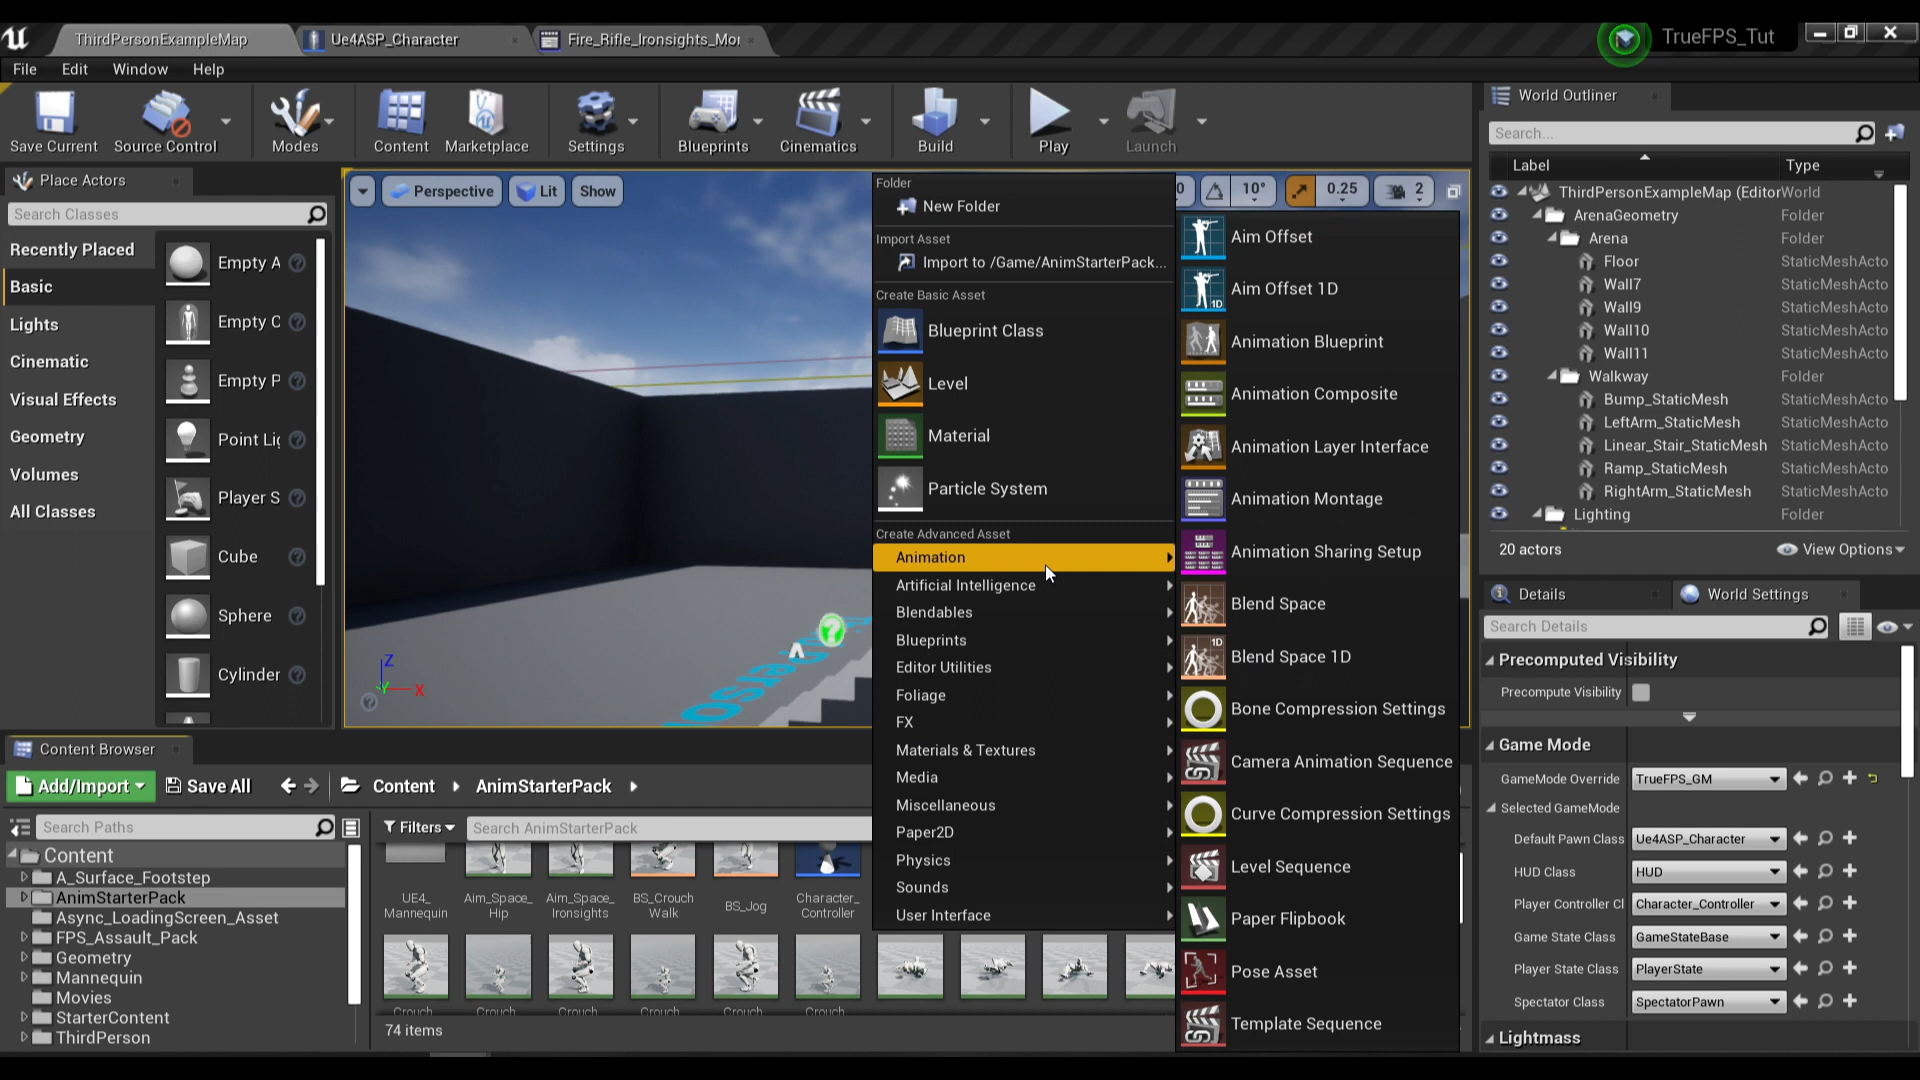 ThirdPersonExampleMap
Ue4ASP_Character
Fire_Rifle_Ironsights_Mo
TrueFPS_Tut
File Edit Window Help
Save Current
Source Control
Modes
Content
Marketplace
Settings
Blueprints
Cinematics
Build
Play
Launch
Place Actors
Search Classes
Recently Placed
Basic
Lights
Cinematic
Visual Effects
Geometry
Volumes
All Classes
Empty A
Empty C
Empty P
Point Lig
Player S
Cube
Sphere
Cylinder
Perspective
Lit
Show
0
10°
0.25
2
Z
Y
X
Folder
New Folder
Import Asset
Import to /Game/AnimStarterPack...
Create Basic Asset
Blueprint Class
Level
Material
Particle System
Create Advanced Asset
Animation
Artificial Intelligence
Blendables
Blueprints
Editor Utilities
Foliage
FX
Materials & Textures
Media
Miscellaneous
Paper2D
Physics
Sounds
User Interface
Aim Offset
1D
Aim Offset 1D
Animation Blueprint
Animation Composite
Animation Layer Interface
Animation Montage
Animation Sharing Setup
Blend Space
1D
Blend Space 1D
Bone Compression Settings
Camera Animation Sequence
Curve Compression Settings
Level Sequence
Paper Flipbook
Pose Asset
Template Sequence
World Outliner
Search...
Label Type
ThirdPersonExampleMap (Editor World
ArenaGeometry Folder
Arena Folder
Floor StaticMeshActo
Wall7 StaticMeshActo
Wall9 StaticMeshActo
Wall10 StaticMeshActo
Wall11 StaticMeshActo
Walkway Folder
Bump_StaticMesh StaticMeshActo
LeftArm_StaticMesh StaticMeshActo
Linear_Stair_StaticMesh StaticMeshActo
Ramp_StaticMesh StaticMeshActo
RightArm_StaticMesh StaticMeshActo
Lighting Folder
20 actors
View Options
Details
World Settings
Search Details
Precomputed Visibility
Precompute Visibility
Game Mode
GameMode Override TrueFPS_GM
Selected GameMode
Default Pawn Class Ue4ASP_Character
HUD Class HUD
Player Controller Cl Character_Controller
Game State Class GameStateBase
Player State Class PlayerState
Spectator Class SpectatorPawn
Lightmass
Content Browser
Add/Import
Save All
Content
AnimStarterPack
Search Paths
Filters
Search AnimStarterPack
Content
A_Surface_Footstep
AnimStarterPack
Async_LoadingScreen_Asset
FPS_Assault_Pack
Geometry
Mannequin
Movies
StarterContent
ThirdPerson
UE4_
Mannequin
Aim_Space_
Hip
Aim_Space_
Ironsights
BS_Crouch
Walk
BS_Jog
Character_
Controller
Crouch
Crouch
Crouch
Crouch
Crouch
Crouch
74 items